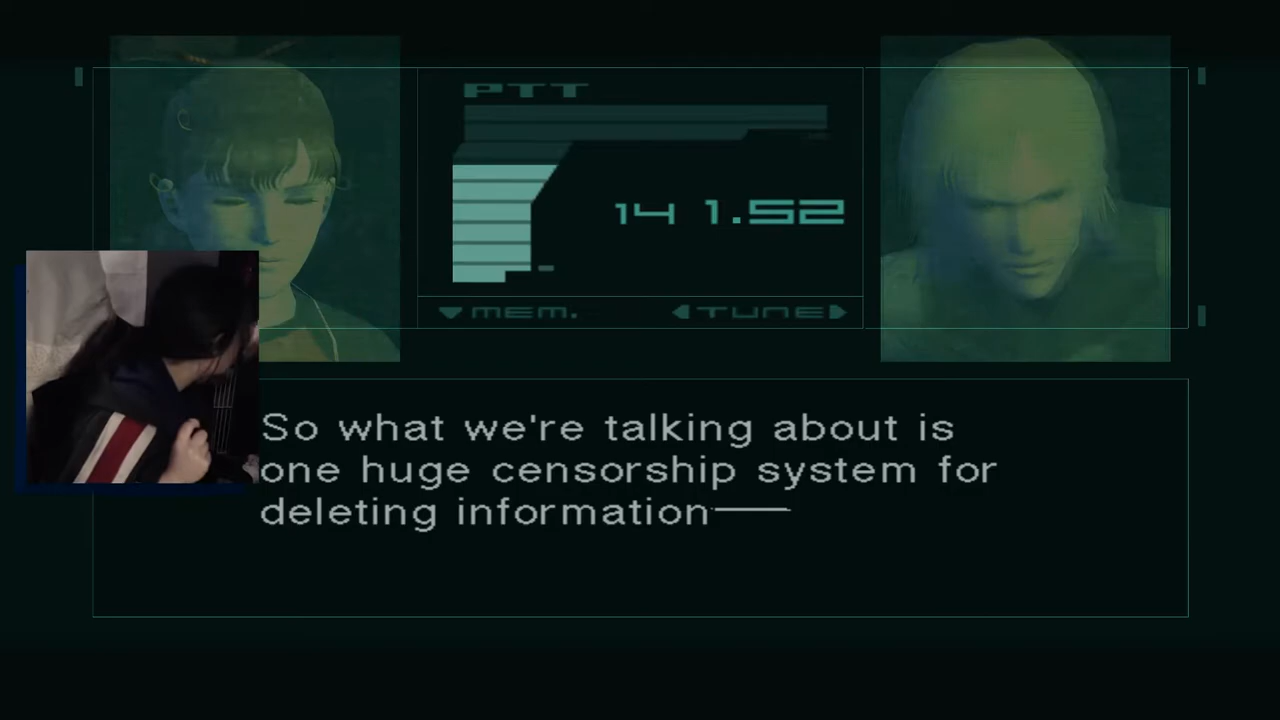 PTT
141.52
MEM.
TUNE
So what we're talking about is
one huge censorship system for
deleting information——